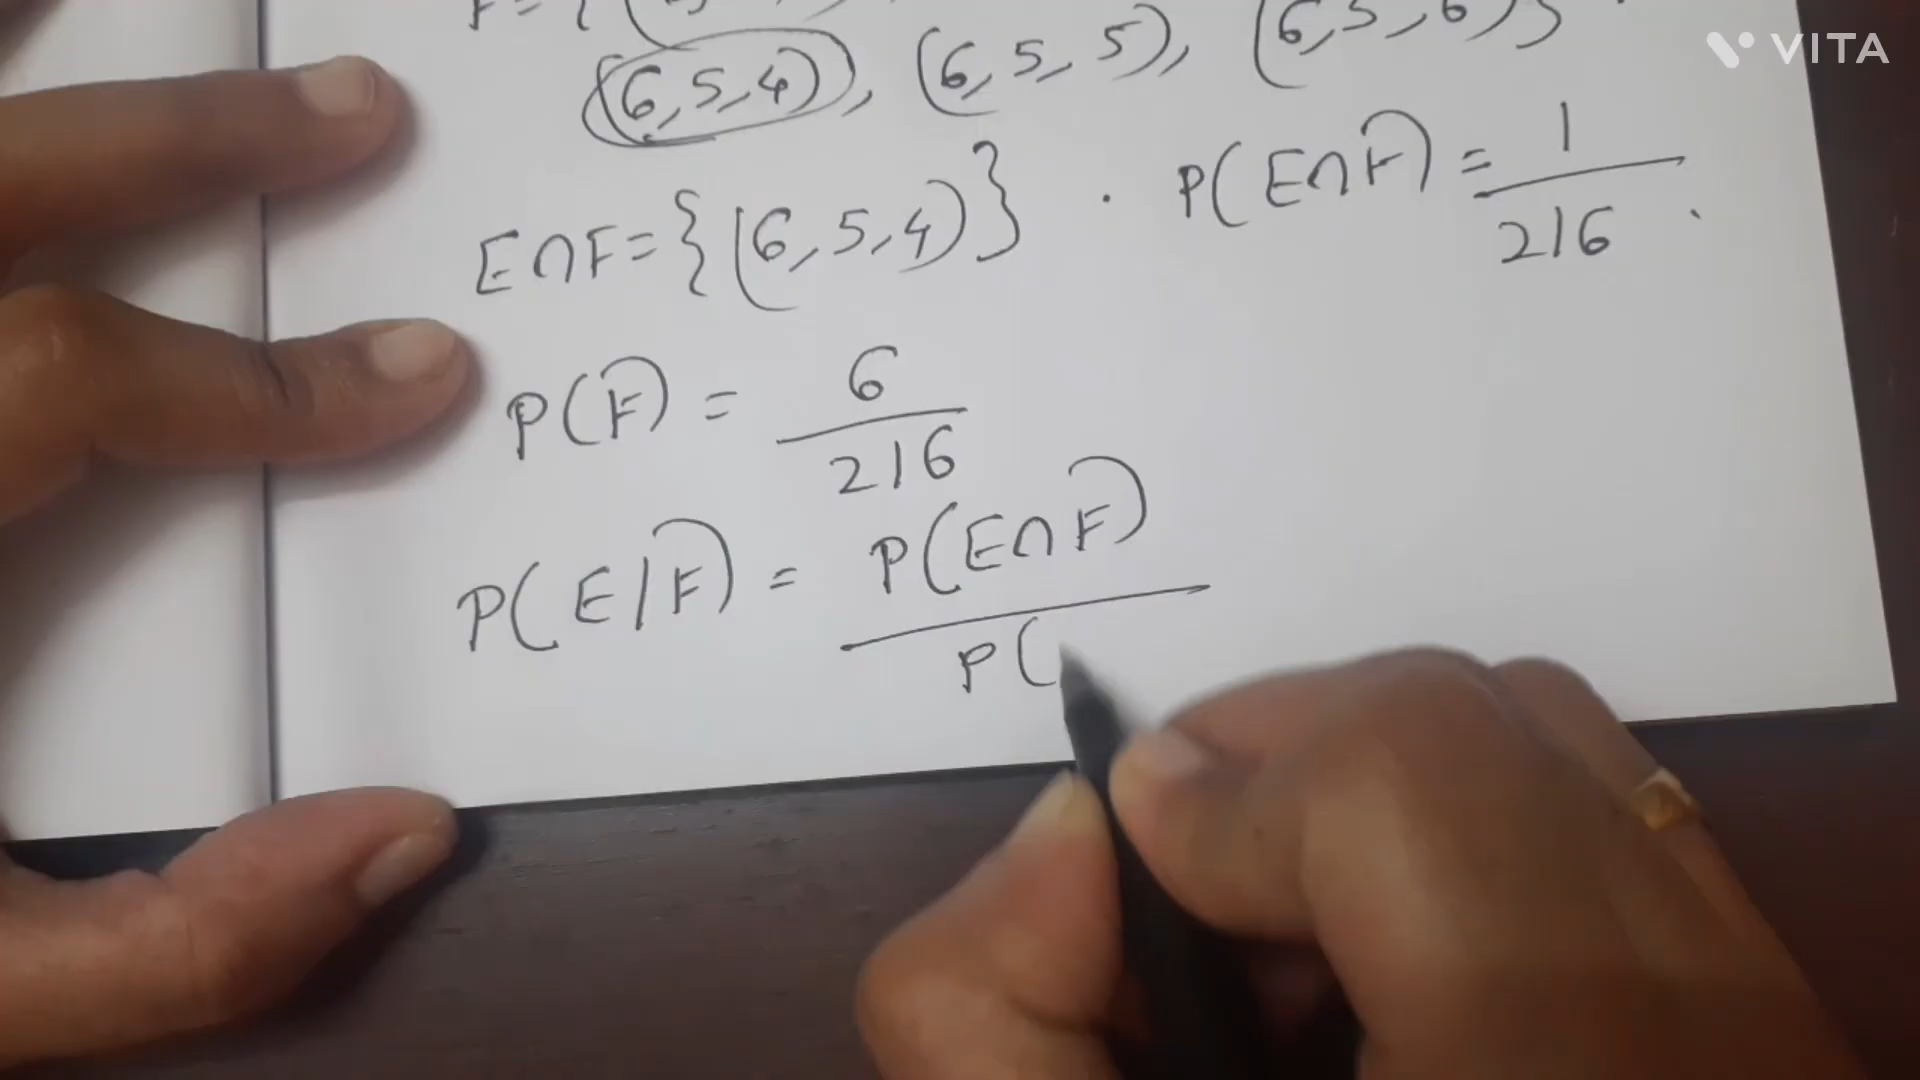 F = {
(6,5,4), (6,5,5), (6,5,6)}
E∩F = {(6,5,4)} . P(E∩F) = 1/216 .
P(F) = 6/216
P(E/F) = P(E∩F)
P(
VITA